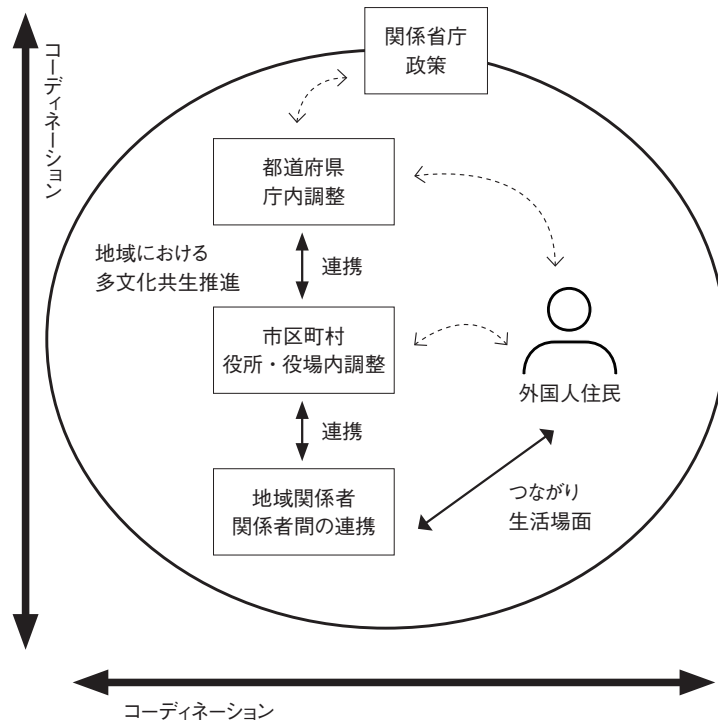 関係省庁
政策
コーディネーション
都道府県
庁内調整
地域における
多文化共生推進
連携
市区町村
役所・役場内調整
外国人住民
連携
地域関係者
関係者間の連携
つながり
生活場面
コーディネーション